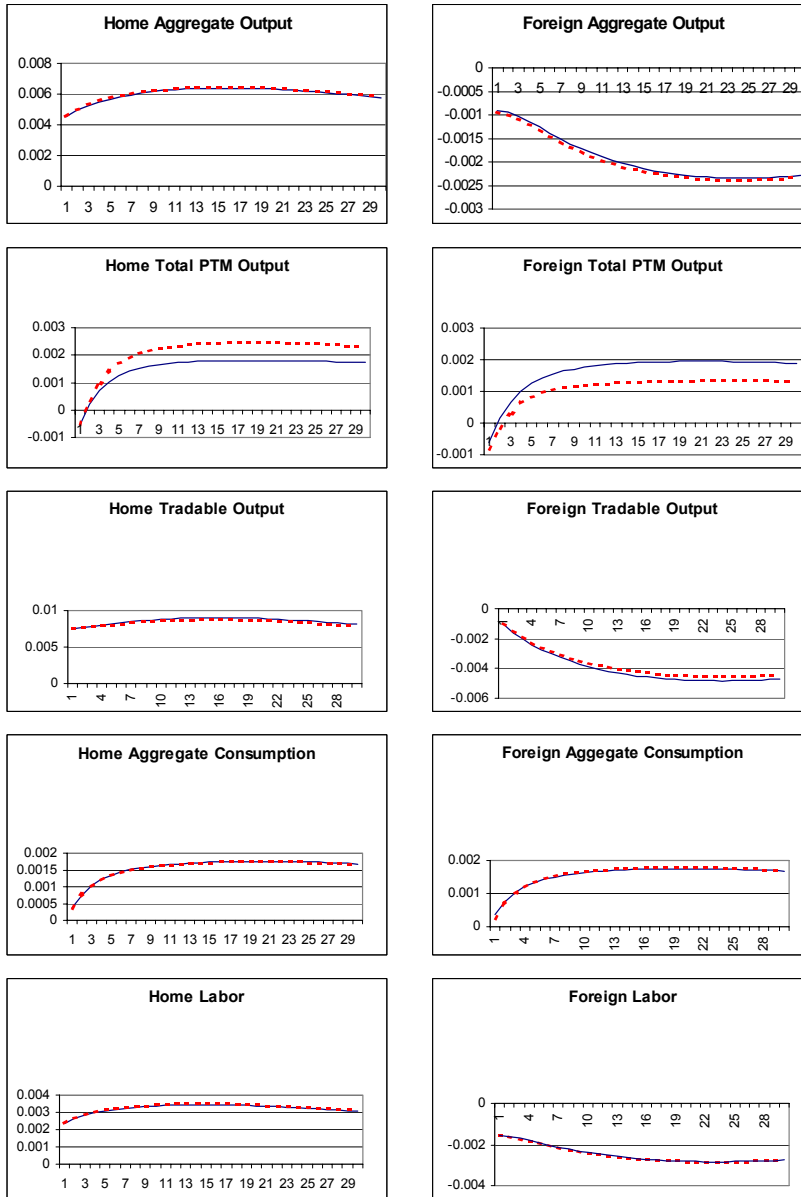 Home Aggregate Output
0.008
0.006
0.004
0.002
0
1 3 5 7 9 11 13 15 17 19 21 23 25 27 29
Foreign Aggregate Output
0
-0.0005
-0.001
-0.0015
-0.002
-0.0025
-0.003
1 3 5 7 9 11 13 15 17 19 21 23 25 27 29
Home Total PTM Output
0.003
0.002
0.001
0
-0.001
1 3 5 7 9 11 13 15 17 19 21 23 25 27 29
Foreign Total PTM Output
0.003
0.002
0.001
0
-0.001
1 3 5 7 9 11 13 15 17 19 21 23 25 27 29
Home Tradable Output
0.01
0.005
0
1 4 7 10 13 16 19 22 25 28
Foreign Tradable Output
0
-0.002
-0.004
-0.006
1 4 7 10 13 16 19 22 25 28
Home Aggregate Consumption
0.002
0.0015
0.001
0.0005
0
1 3 5 7 9 11 13 15 17 19 21 23 25 27 29
Foreign Aggegate Consumption
0.002
0.001
0
1 4 7 10 13 16 19 22 25 28
Home Labor
0.004
0.003
0.002
0.001
0
1 3 5 7 9 11 13 15 17 19 21 23 25 27 29
Foreign Labor
0
-0.002
-0.004
1 4 7 10 13 16 19 22 25 28